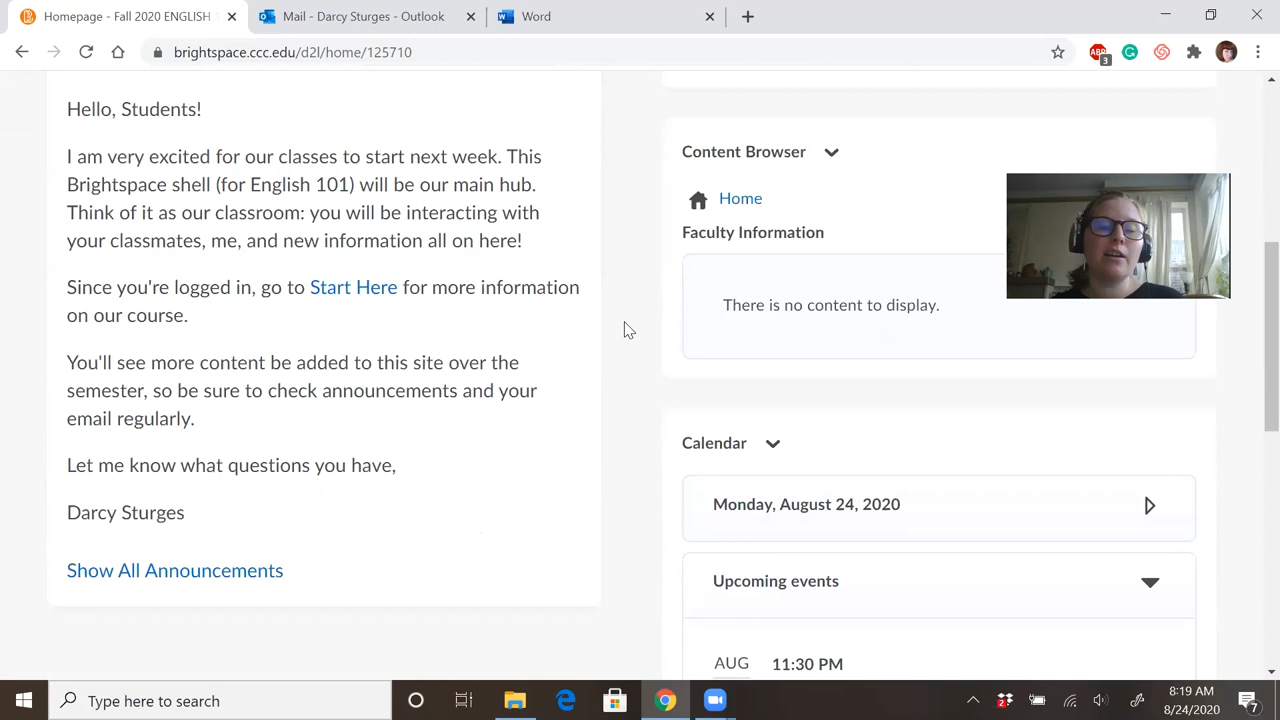 Homepage - Fall 2020 ENGLISH
Mail - Darcy Sturges - Outlook
Word
brightspace.ccc.edu/d2l/home/125710
ABP
3
Hello, Students!
I am very excited for our classes to start next week. This
Brightspace shell (for English 101) will be our main hub.
Think of it as our classroom: you will be interacting with
your classmates, me, and new information all on here!
Since you're logged in, go to Start Here for more information
on our course.
You'll see more content be added to this site over the
semester, so be sure to check announcements and your
email regularly.
Let me know what questions you have,
Darcy Sturges
Show All Announcements
Content Browser
Home
Faculty Information
There is no content to display.
Calendar
Monday, August 24, 2020
Upcoming events
AUG 11:30 PM
Type here to search
2
8:19 AM
8/24/2020
7